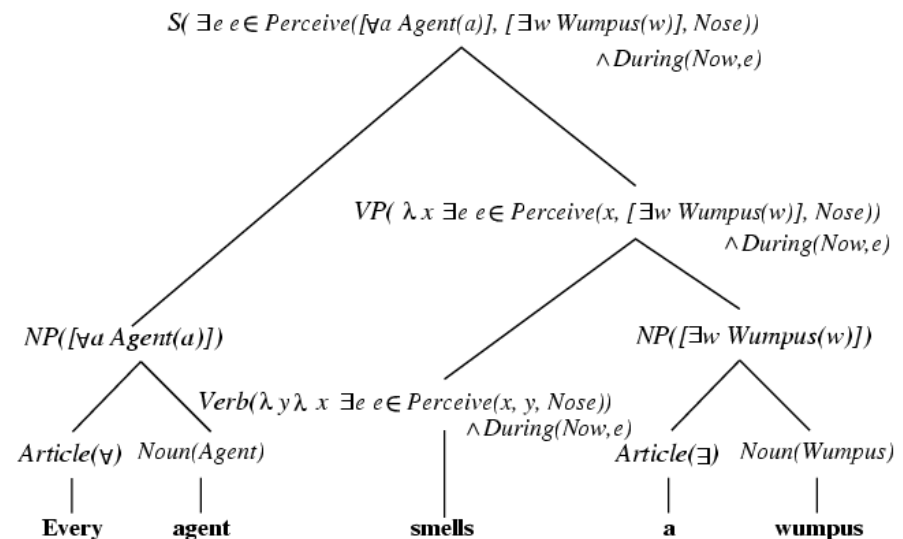 S( ∃e e∈ Perceive([∀a Agent(a)], [∃w Wumpus(w)], Nose))
∧ During(Now,e)
VP( λ x ∃e e∈ Perceive(x, [∃w Wumpus(w)], Nose))
∧ During(Now,e)
NP([∀a Agent(a)])
NP([∃w Wumpus(w)])
Verb(λ y λ x ∃e e∈ Perceive(x, y, Nose))
∧ During(Now,e)
Article(∀) Noun(Agent) Article(∃) Noun(Wumpus)
Every agent smells a wumpus